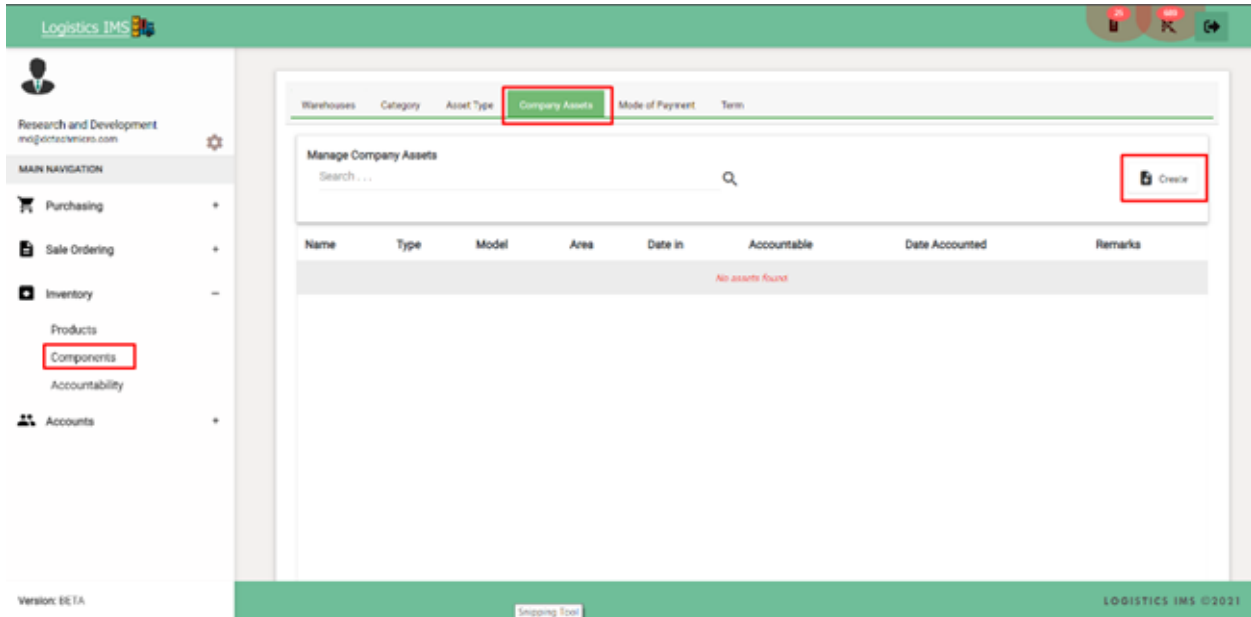 Logistics IMS
25
689
Research and Development
MAIN NAVIGATION
Purchasing +
Sale Ordering +
Inventory –
Products
Components
Accountability
Accounts +
Version: BETA
Warehouses Category Asset Type Company Assets Mode of Payment Term
Manage Company Assets
Search . . .
Create
Name Type Model Area Date in Accountable Date Accounted Remarks
No assets found.
Snipping Tool
LOGISTICS IMS ©2021